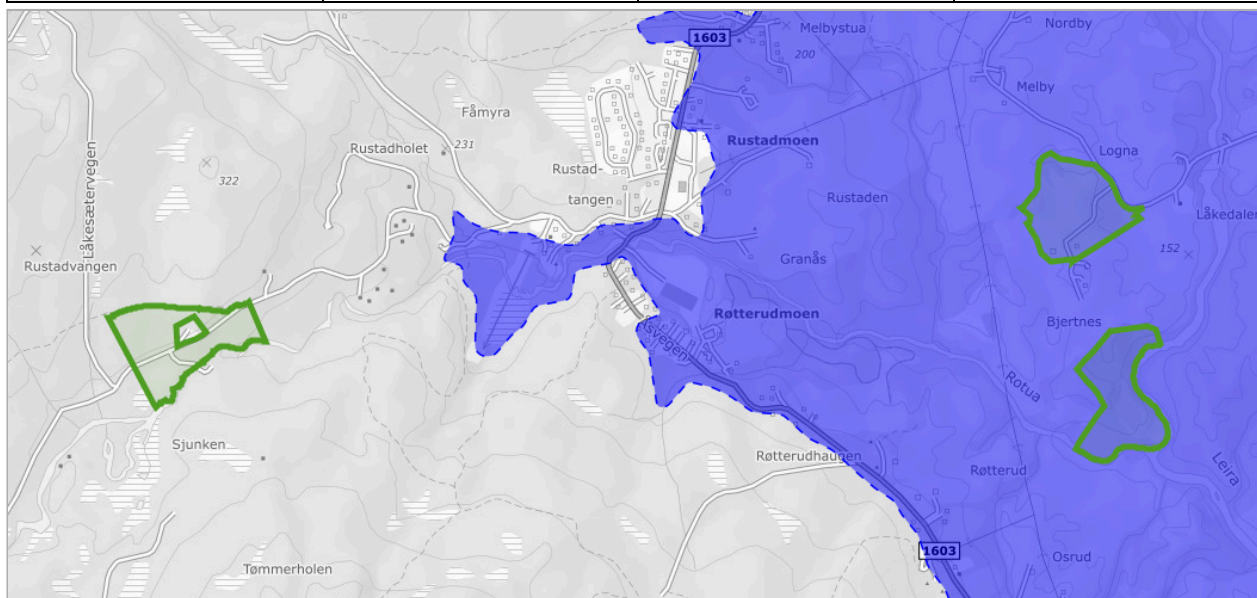 1603
Melbystua
Nordby
200
Melby
Fåmyra
Rustadholet
231
Rustadmoen
Logna
322
Rustad-
tangen
Rustaden
Låkesætervegen
Låkedalen
152
Rustadvangen
Granås
Røtterudmoen
Bjertnes
Åsvegen
Rotua
Sjunken
Røtterudhaugen
Røtterud
Leira
1603
Osrud
Tømmerholen